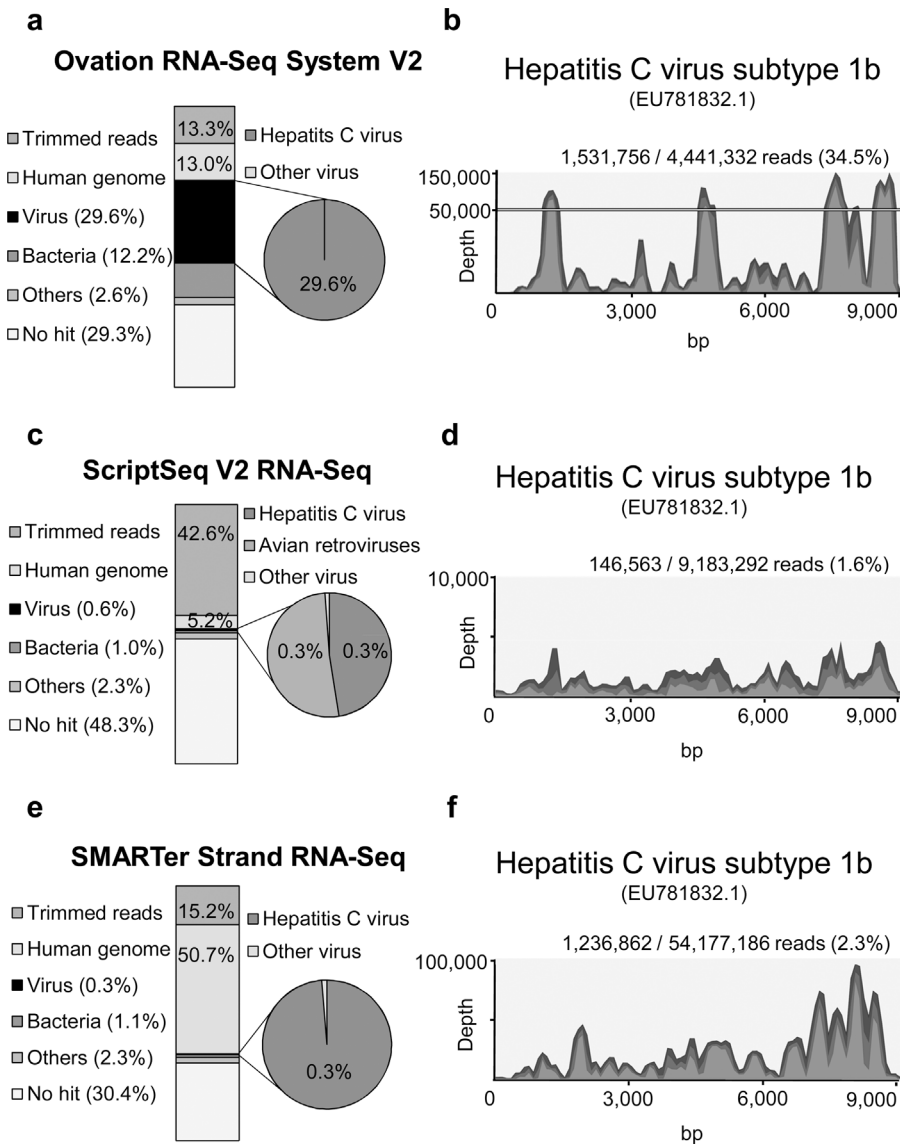 a
Ovation RNA-Seq System V2
Trimmed reads
Human genome
Virus (29.6%)
Bacteria (12.2%)
Others (2.6%)
No hit (29.3%)
13.3%
13.0%
Hepatits C virus
Other virus
29.6%
b
Hepatitis C virus subtype 1b
(EU781832.1)
1,531,756 / 4,441,332 reads (34.5%)
150,000
50,000
Depth
0 3,000 6,000 9,000
bp
c
ScriptSeq V2 RNA-Seq
Trimmed reads
Human genome
Virus (0.6%)
Bacteria (1.0%)
Others (2.3%)
No hit (48.3%)
42.6%
5.2%
Hepatitis C virus
Avian retroviruses
Other virus
0.3% 0.3%
d
Hepatitis C virus subtype 1b
(EU781832.1)
146,563 / 9,183,292 reads (1.6%)
10,000
Depth
0 3,000 6,000 9,000
bp
e
SMARTer Strand RNA-Seq
Trimmed reads
Human genome
Virus (0.3%)
Bacteria (1.1%)
Others (2.3%)
No hit (30.4%)
15.2%
50.7%
Hepatitis C virus
Other virus
0.3%
f
Hepatitis C virus subtype 1b
(EU781832.1)
1,236,862 / 54,177,186 reads (2.3%)
100,000
Depth
0 3,000 6,000 9,000
bp